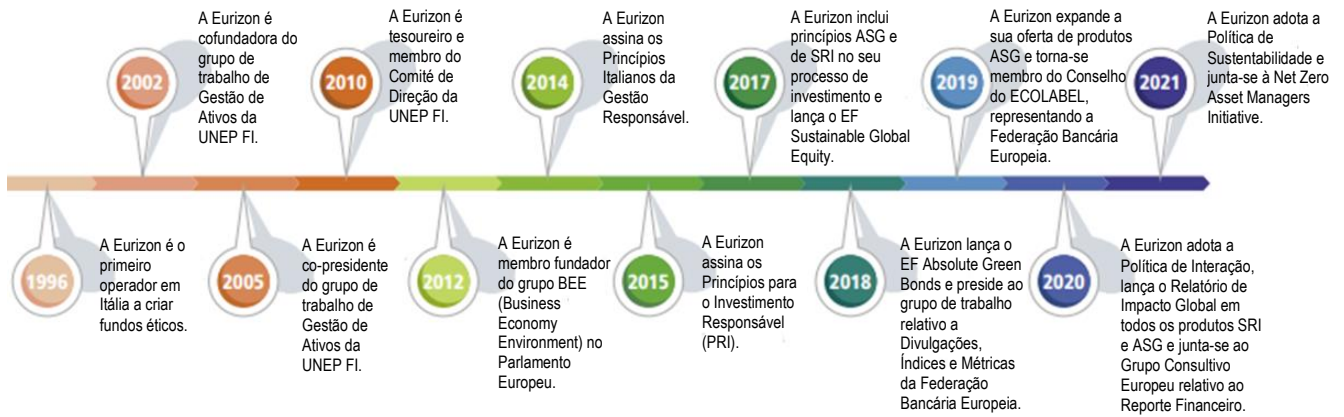 2002
A Eurizon é
cofundadora do
grupo de
trabalho de
Gestão de
Ativos da
UNEP FI.
2010
A Eurizon é
tesoureiro e
membro do
Comité de
Direção da
UNEP FI.
2014
A Eurizon
assina os
Princípios
Italianos da
Gestão
Responsável.
2017
A Eurizon inclui
princípios ASG e
de SRI no seu
processo de
investimento e
lança o EF
Sustainable Global
Equity.
2019
A Eurizon expande a
sua oferta de produtos
ASG e torna-se
membro do Conselho
do ECOLABEL,
representando a
Federação Bancária
Europeia.
2021
A Eurizon adota a
Política de
Sustentabilidade e
junta-se à Net Zero
Asset Managers
Initiative.
1996
A Eurizon é o
primeiro
operador em
Itália a criar
fundos éticos.
2005
A Eurizon é
co-presidente
do grupo de
trabalho de
Gestão de
Ativos da
UNEP FI.
2012
A Eurizon é
membro fundador
do grupo BEE
(Business
Economy
Environment) no
Parlamento
Europeu.
2015
A Eurizon
assina os
Princípios para
o Investimento
Responsável
(PRI).
2018
A Eurizon lança o
EF Absolute Green
Bonds e preside ao
grupo de trabalho
relativo a
Divulgações,
Índices e Métricas
da Federação
Bancária Europeia.
2020
A Eurizon adota a
Política de Interação,
lança o Relatório de
Impacto Global em
todos os produtos SRI
e ASG e junta-se ao
Grupo Consultivo
Europeu relativo ao
Reporte Financeiro.